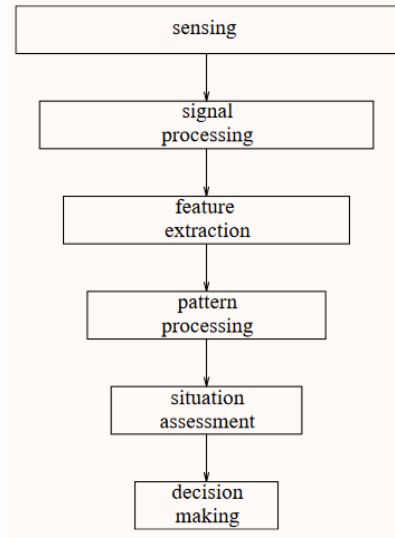 sensing
signal
processing
feature
extraction
pattern
processing
situation
assessment
decision
making